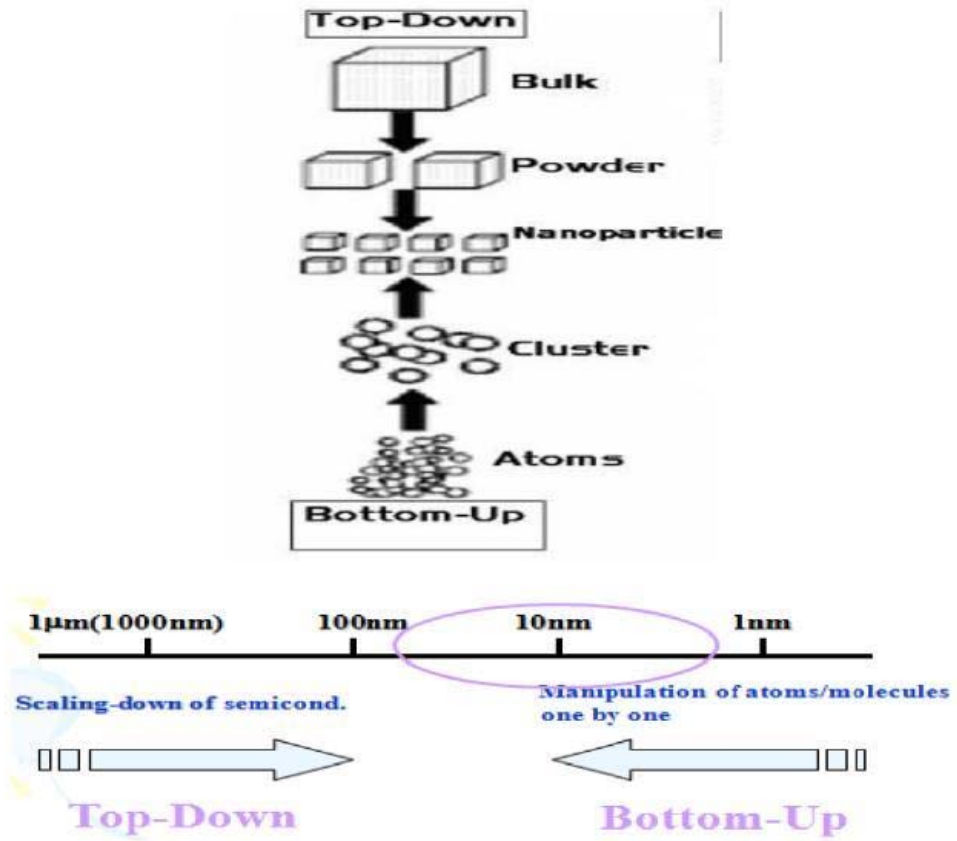 Top-Down
Bulk
Powder
Nanoparticle
Cluster
Atoms
Bottom-Up
1μm(1000nm) 100nm 10nm 1nm
Scaling-down of semicond.
Manipulation of atoms/molecules
one by one
Top-Down Bottom-Up